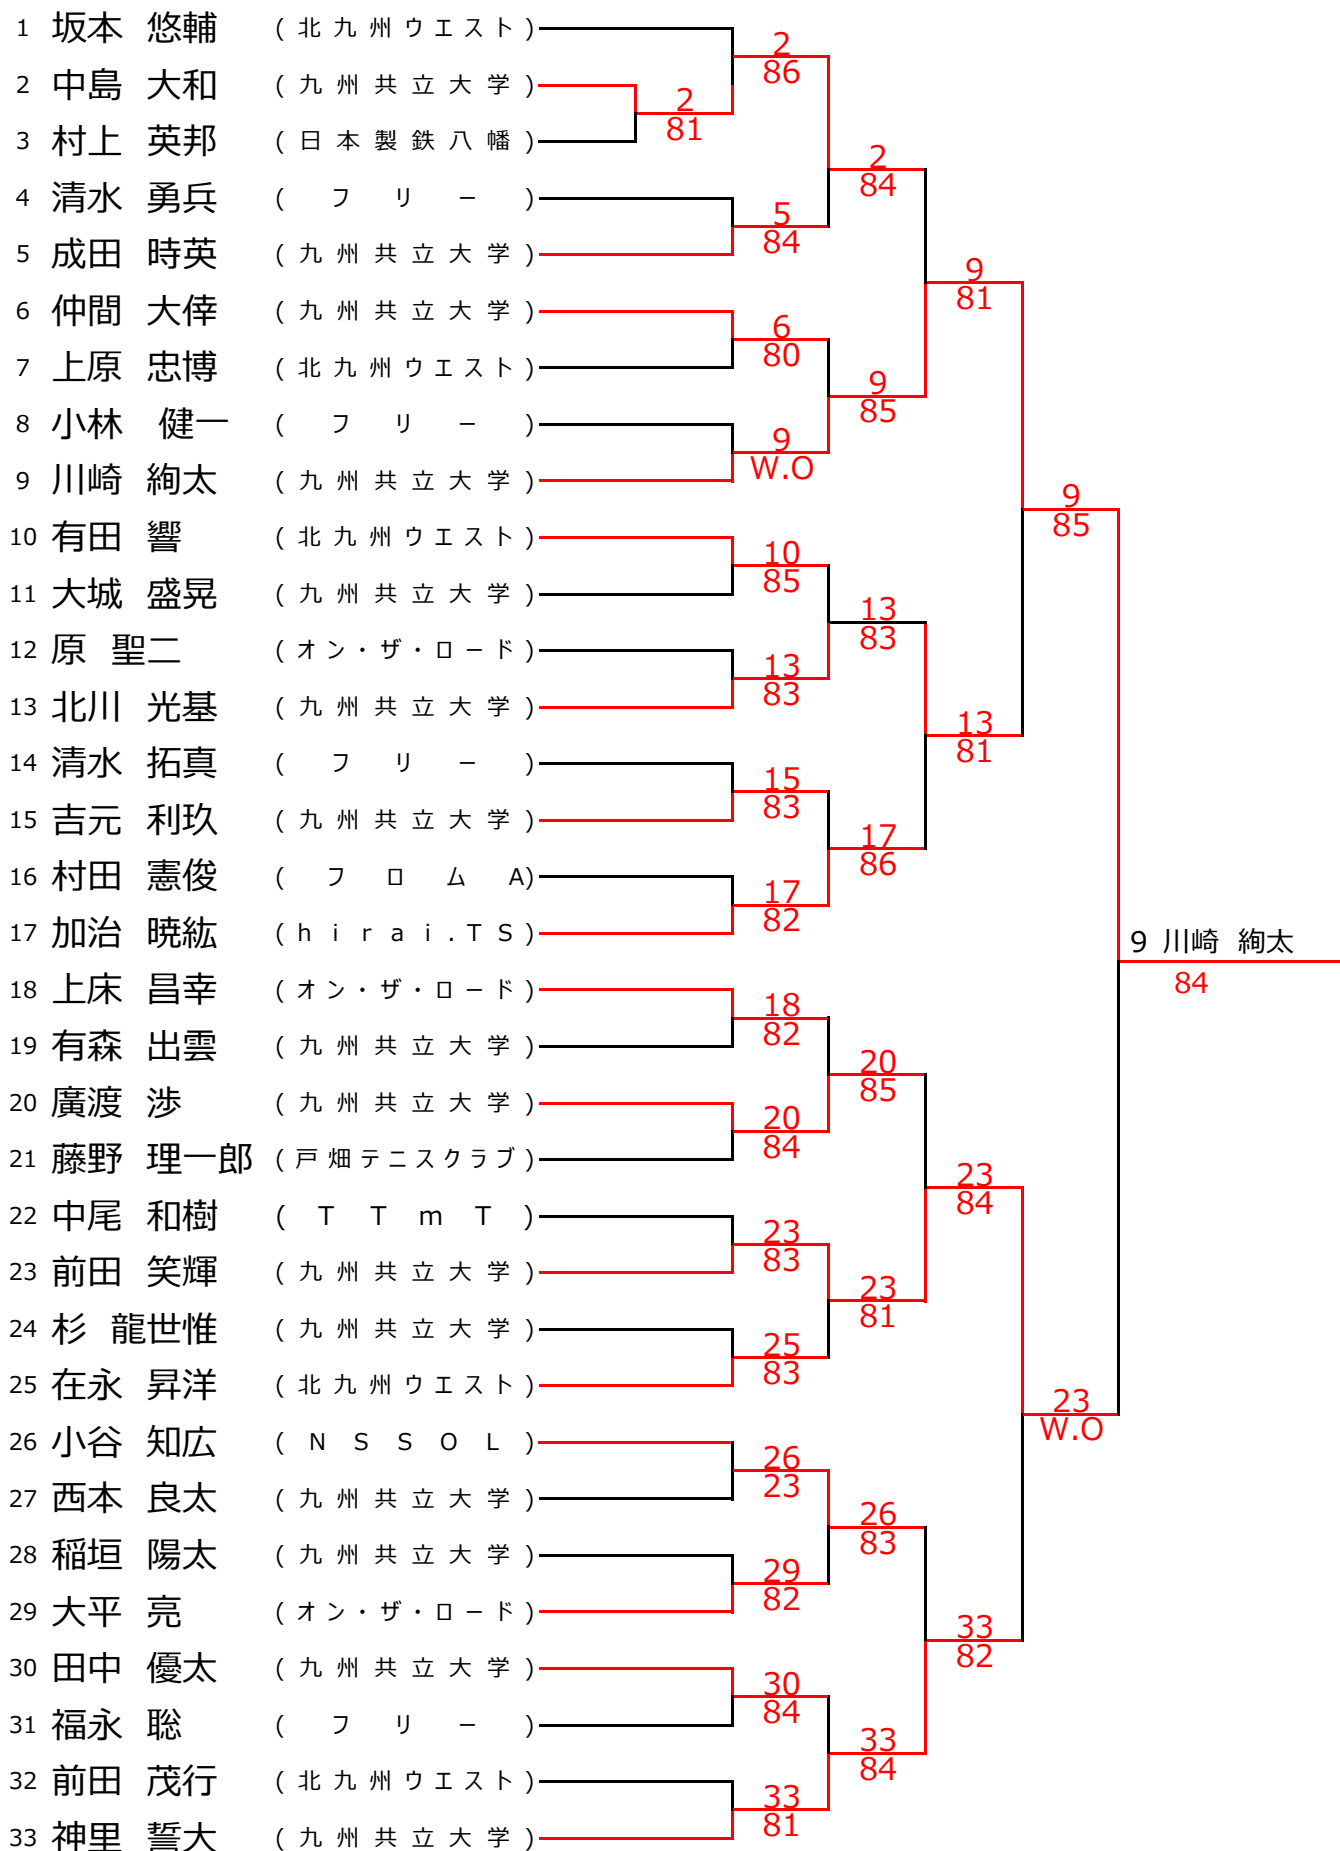 1 坂本 悠輔 (北九州ウエスト)
2
86
2 中島 大和 (九州共立大学)
2
81
3 村上 英邦 (日本製鉄八幡)
2
84
4 清水 勇兵 (フリー)
5
84
5 成田 時英 (九州共立大学)
9
81
6 仲間 大倖 (九州共立大学)
6
80
7 上原 忠博 (北九州ウエスト)
9
85
8 小林 健一 (フリー)
9
W.O
9 川崎 絢太 (九州共立大学)
9
85
10 有田 響 (北九州ウエスト)
10
85
11 大城 盛晃 (九州共立大学)
13
83
12 原 聖二 (オン・ザ・ロード)
13
83
13 北川 光基 (九州共立大学)
13
81
14 清水 拓真 (フリー)
15
83
15 吉元 利玖 (九州共立大学)
17
86
16 村田 憲俊 (フロムA)
17
82
17 加治 暁紘 (hirai.TS)
9 川崎 絢太
84
18 上床 昌幸 (オン・ザ・ロード)
18
82
19 有森 出雲 (九州共立大学)
20
85
20 廣渡 渉 (九州共立大学)
20
84
21 藤野 理一郎 (戸畑テニスクラブ)
23
84
22 中尾 和樹 (TTmT)
23
83
23 前田 笑輝 (九州共立大学)
23
81
24 杉 龍世惟 (九州共立大学)
25
83
25 在永 昇洋 (北九州ウエスト)
23
W.O
26 小谷 知広 (NSSOL)
26
23
27 西本 良太 (九州共立大学)
26
83
28 稲垣 陽太 (九州共立大学)
29
82
29 大平 亮 (オン・ザ・ロード)
33
82
30 田中 優太 (九州共立大学)
30
84
31 福永 聡 (フリー)
33
84
32 前田 茂行 (北九州ウエスト)
33
81
33 神里 誓大 (九州共立大学)